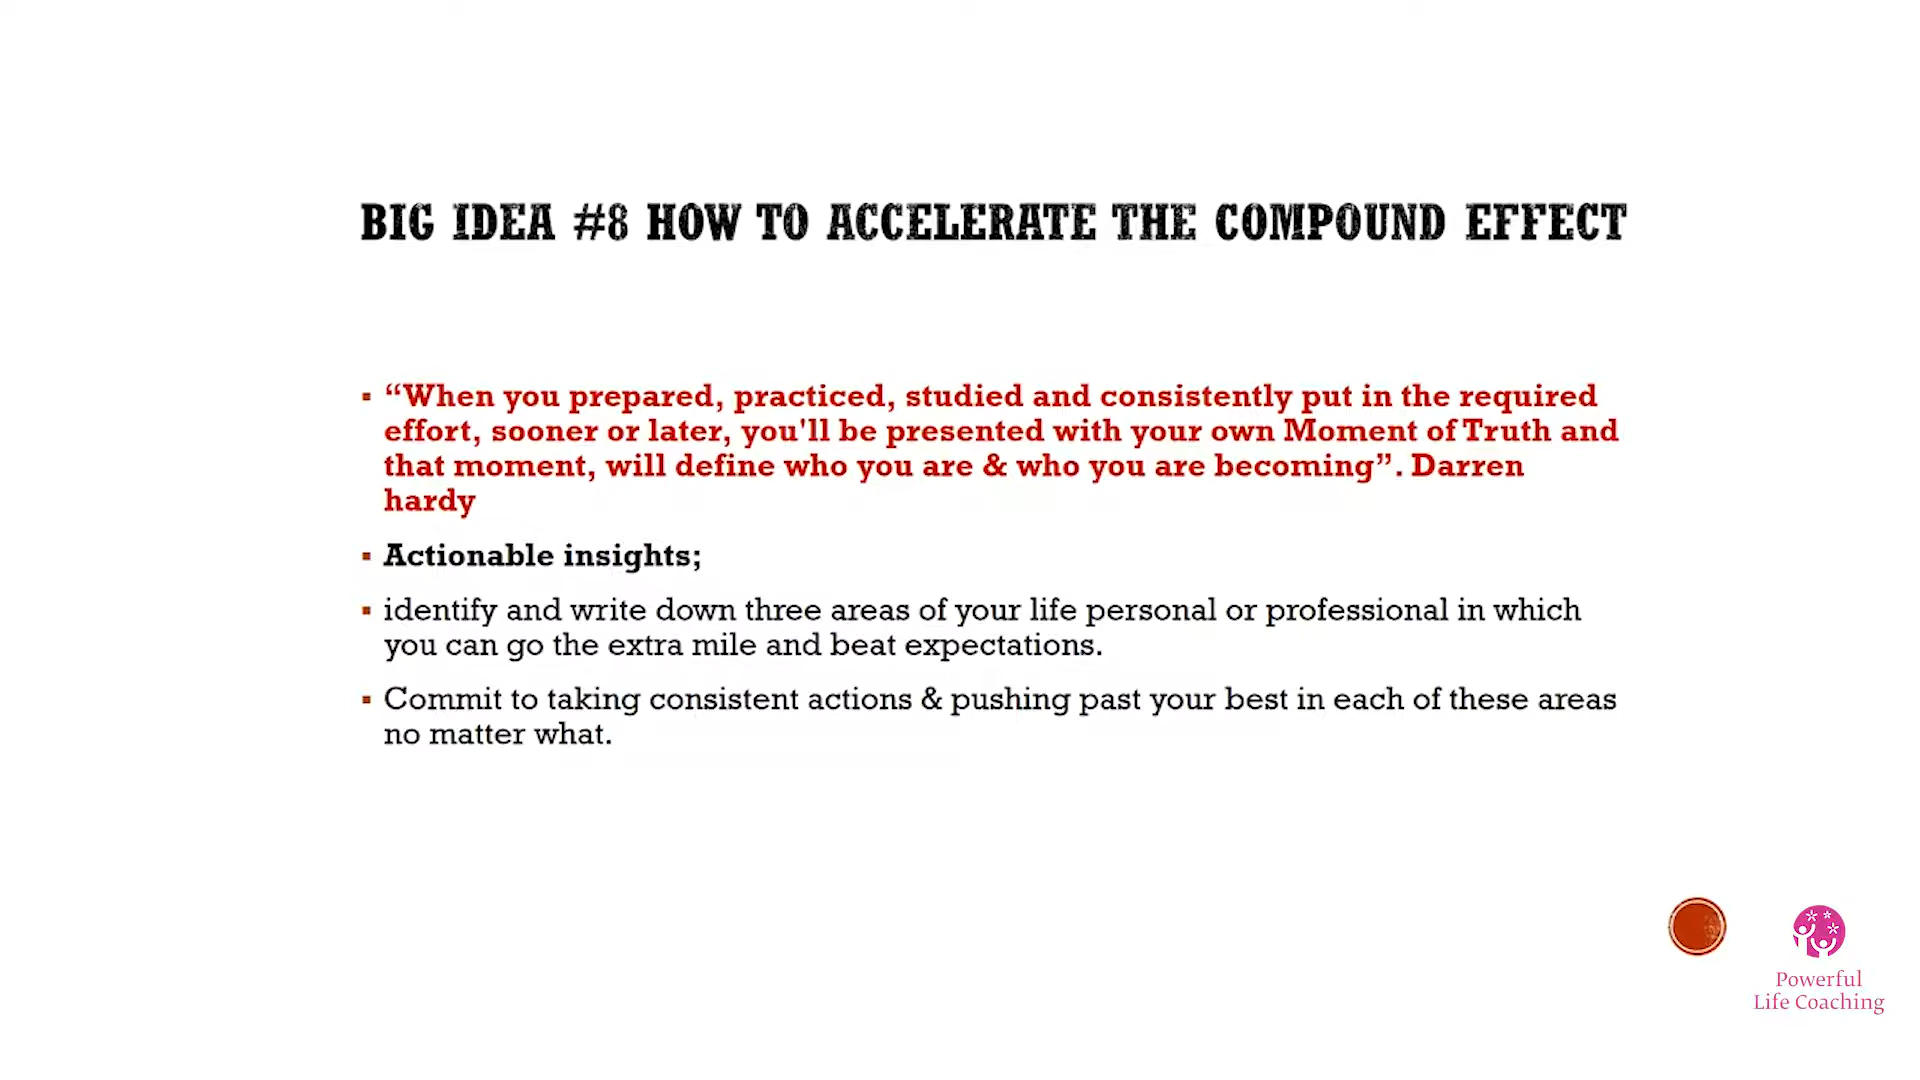 BIG IDEA #8 HOW TO ACCELERATE THE COMPOUND EFFECT
“When you prepared, practiced, studied and consistently put in the required
effort, sooner or later, you'll be presented with your own Moment of Truth and
that moment, will define who you are & who you are becoming”. Darren
hardy
Actionable insights;
identify and write down three areas of your life personal or professional in which
you can go the extra mile and beat expectations.
Commit to taking consistent actions & pushing past your best in each of these areas
no matter what.
Powerful
Life Coaching